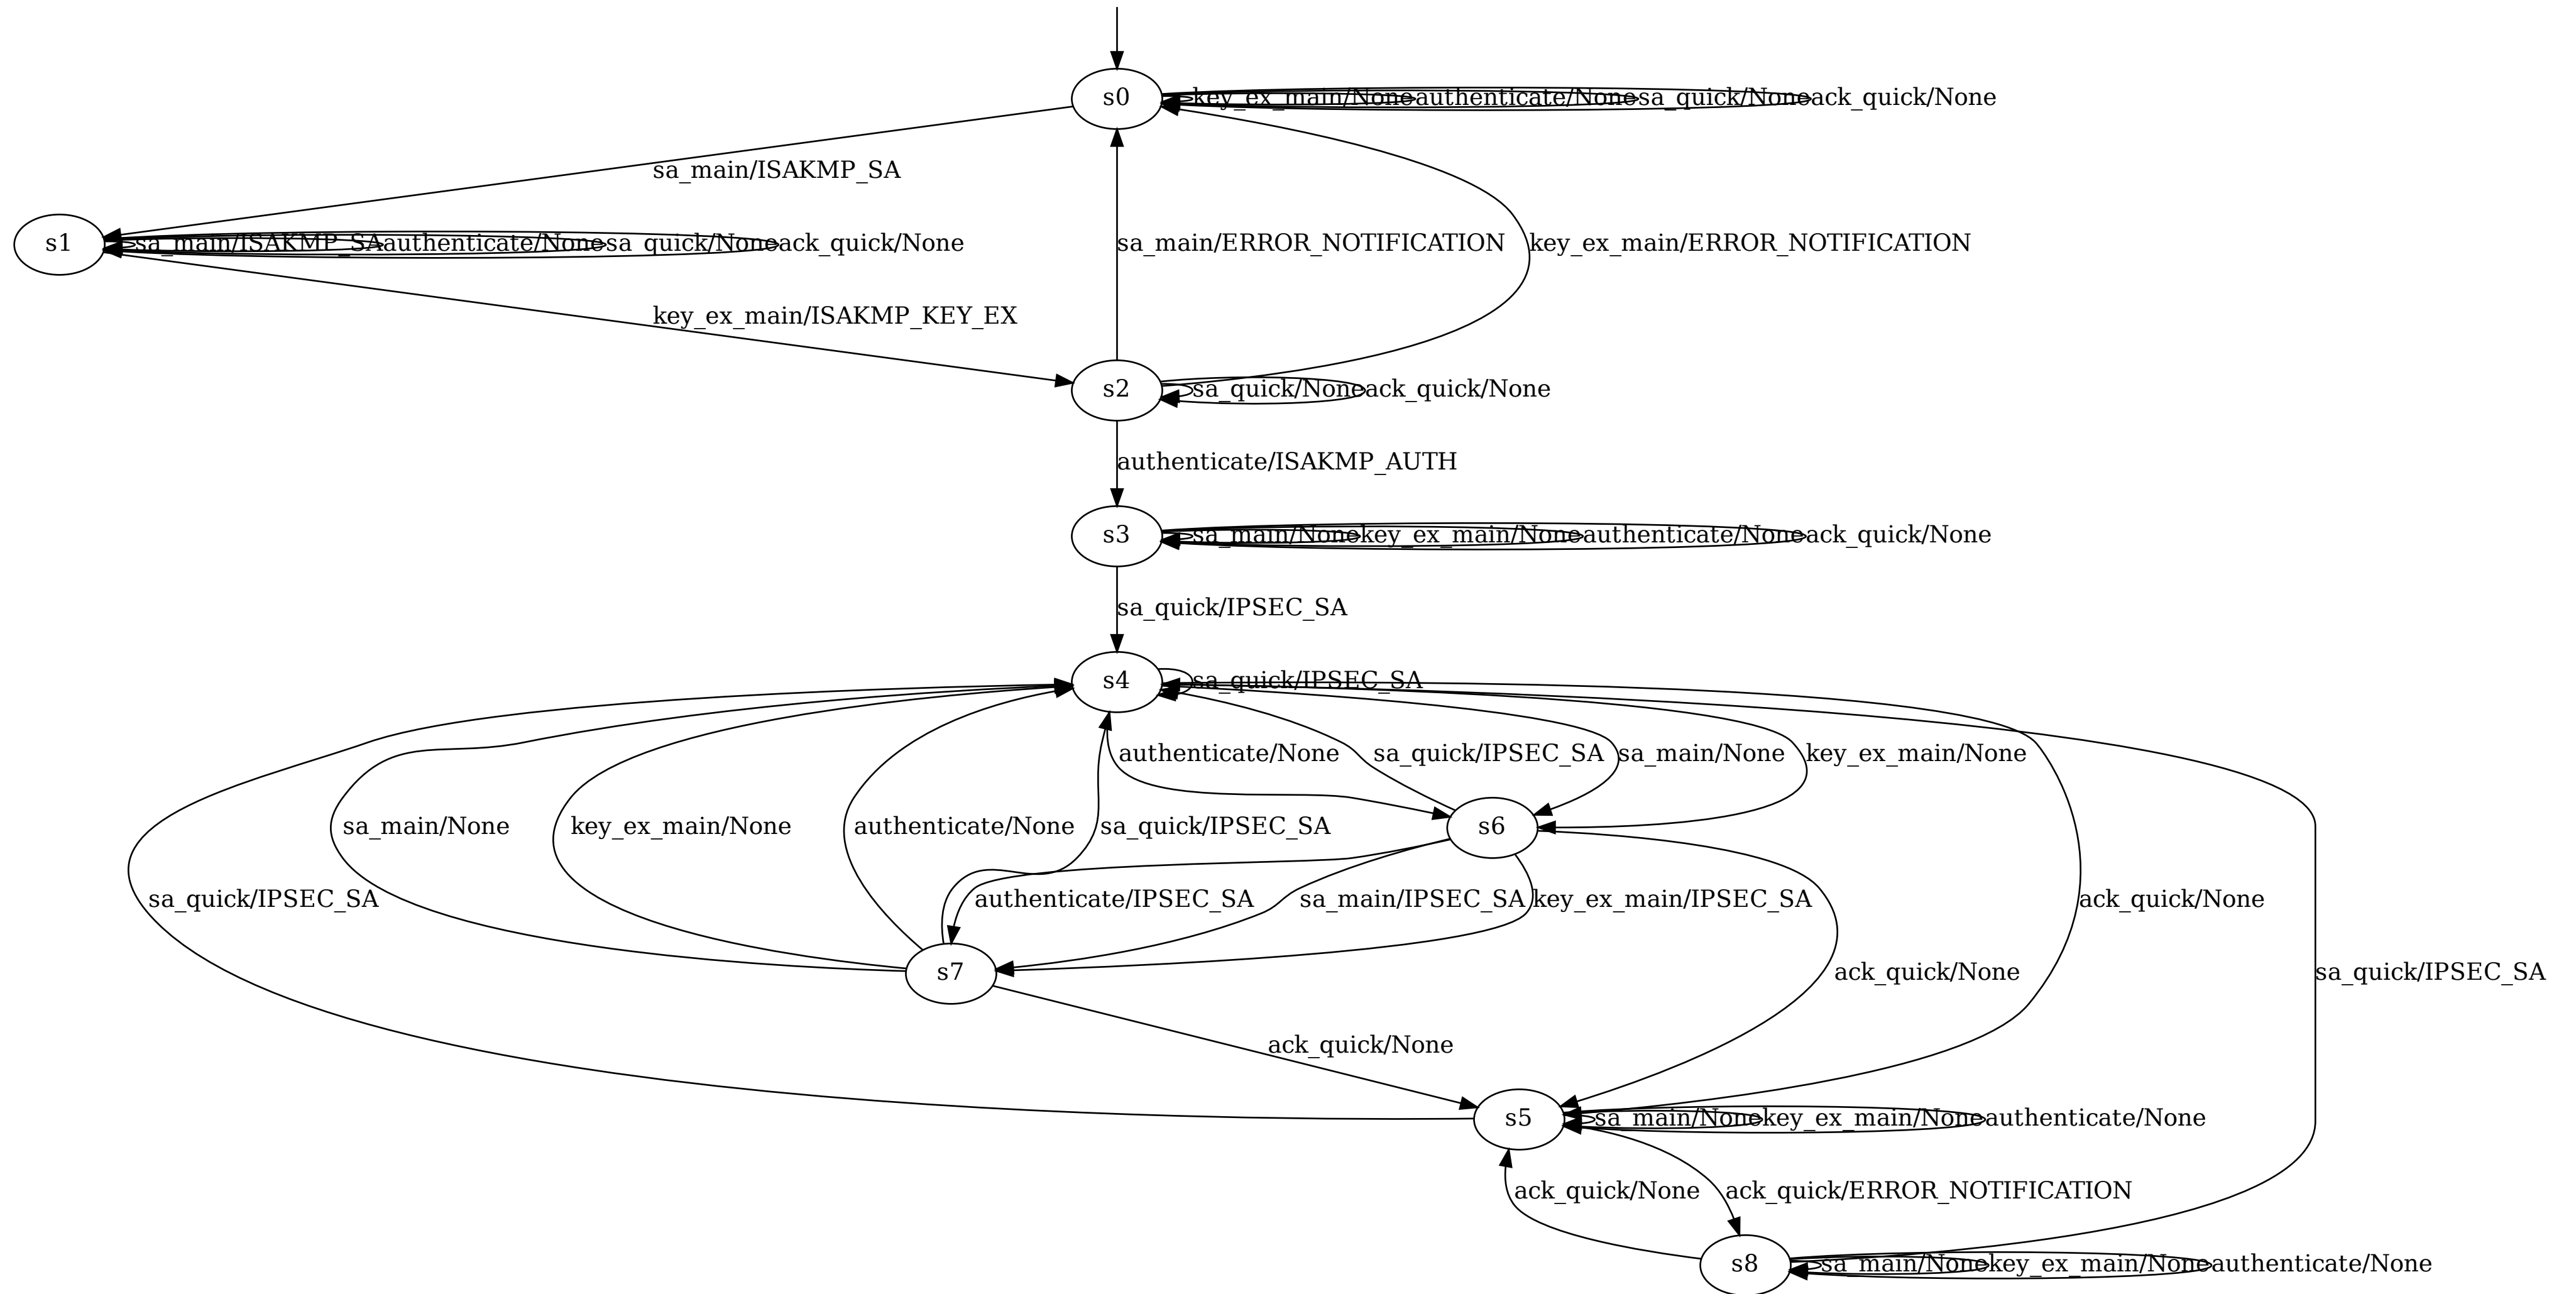 s0
key_ex_main/None
authenticate/None
sa_quick/None
ack_quick/None
sa_main/ISAKMP_SA
s1
sa_main/ISAKMP_SA
authenticate/None
sa_quick/None
ack_quick/None
sa_main/ERROR_NOTIFICATION
key_ex_main/ERROR_NOTIFICATION
key_ex_main/ISAKMP_KEY_EX
s2
sa_quick/None
ack_quick/None
authenticate/ISAKMP_AUTH
s3
sa_main/None
key_ex_main/None
authenticate/None
ack_quick/None
sa_quick/IPSEC_SA
s4
sa_quick/IPSEC_SA
authenticate/None
sa_quick/IPSEC_SA
sa_main/None
key_ex_main/None
sa_main/None
key_ex_main/None
authenticate/None
sa_quick/IPSEC_SA
s6
sa_quick/IPSEC_SA
authenticate/IPSEC_SA
sa_main/IPSEC_SA
key_ex_main/IPSEC_SA
ack_quick/None
s7
ack_quick/None
sa_quick/IPSEC_SA
ack_quick/None
s5
sa_main/None
key_ex_main/None
authenticate/None
ack_quick/None
ack_quick/ERROR_NOTIFICATION
s8
sa_main/None
key_ex_main/None
authenticate/None